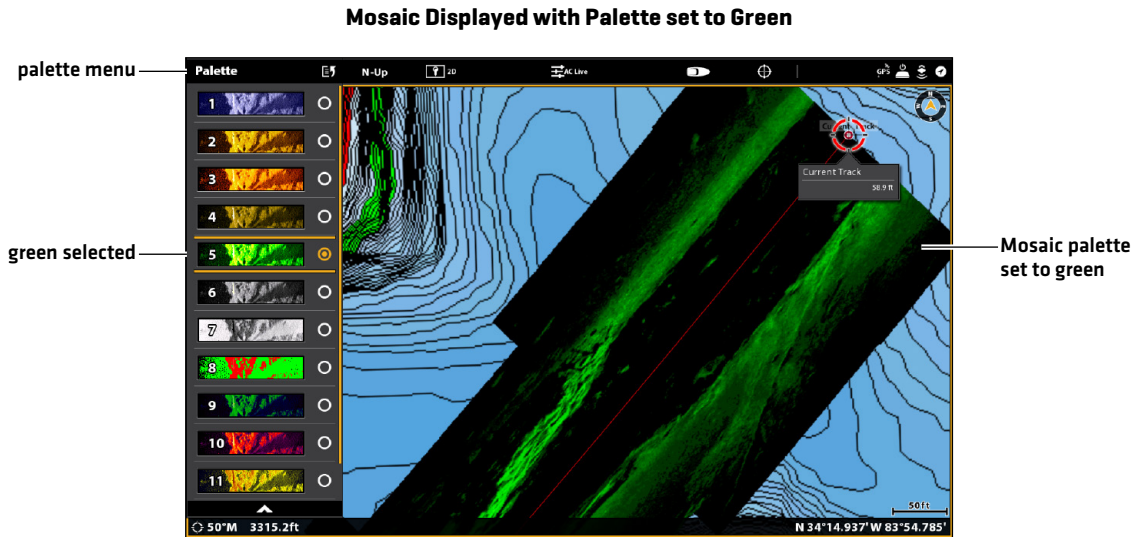 Mosaic Displayed with Palette set to Green
palette menu
Palette
N-Up
2D
AC Live
GPS
1
2
3
4
green selected
5
6
7
8
9
10
11
N
S
Current Track
Current Track
58.9 ft
Mosaic palette
set to green
50ft
50°M 3315.2ft
N 34°14.937' W 83°54.785'